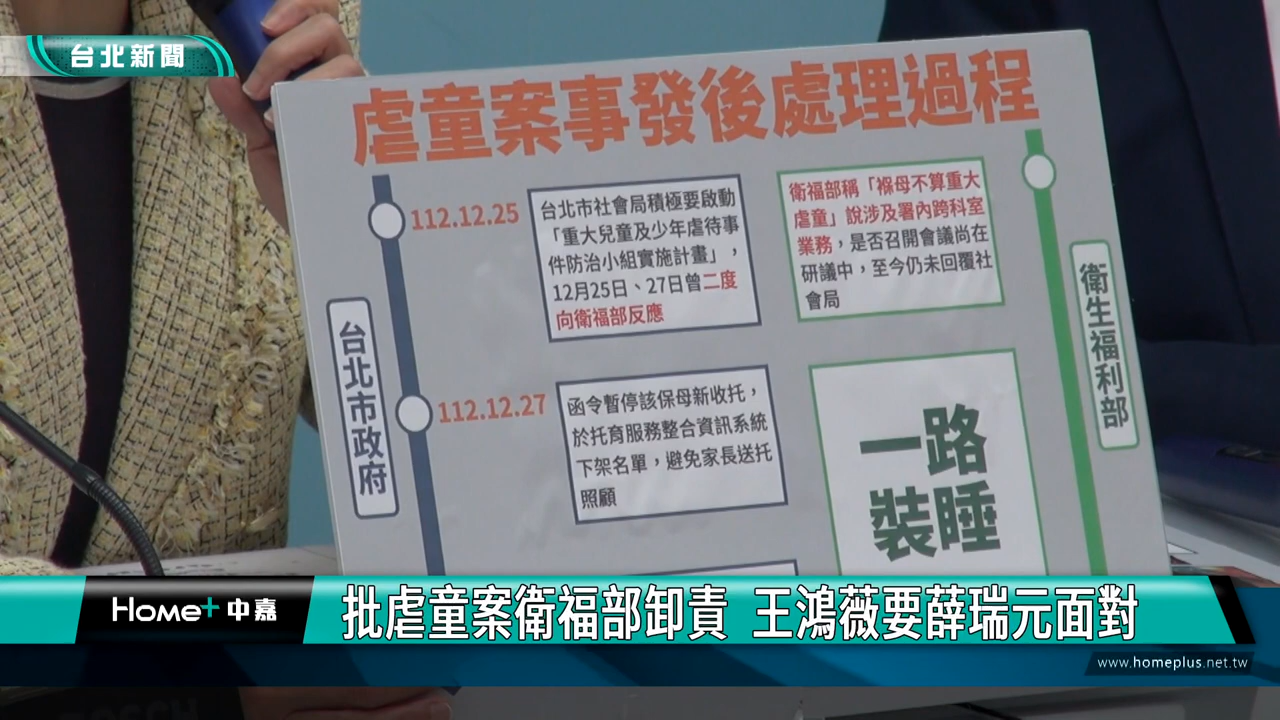 台北新聞
虐童案事發後處理過程
112.12.25
台北市社會局積極要啟動
「重大兒童及少年虐待事
件防治小組實施計畫」，
12月25日、27日曾二度
向衛福部反應
衛福部稱「褓母不算重大
虐童」說涉及署內跨科室
業務，是否召開會議尚在
研議中，至今仍未回覆社
會局
台北市政府
衛生福利部
112.12.27
函令暫停該保母新收托，
於托育服務整合資訊系統
下架名單，避免家長送托
照顧
一路
裝睡
Home+中嘉
批虐童案衛福部卸責 王鴻薇要薛瑞元面對
www.homeplus.net.tw